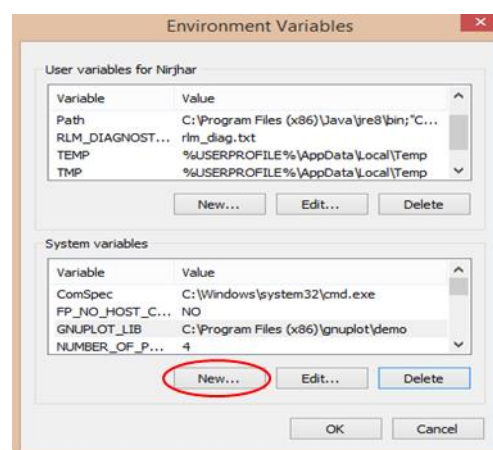 Environment Variables
User variables for Nirjhar
Variable Value
Path C:\Program Files (x86)\Java\jre8\bin;"C...
RLM_DIAGNOST... rlm_diag.txt
TEMP %USERPROFILE%\AppData\Local\Temp
TMP %USERPROFILE%\AppData\Local\Temp
New... Edit... Delete
System variables
Variable Value
ComSpec C:\Windows\system32\cmd.exe
FP_NO_HOST_C... NO
GNUPLOT_LIB C:\Program Files (x86)\gnuplot\demo
NUMBER_OF_P... 4
New... Edit... Delete
OK Cancel